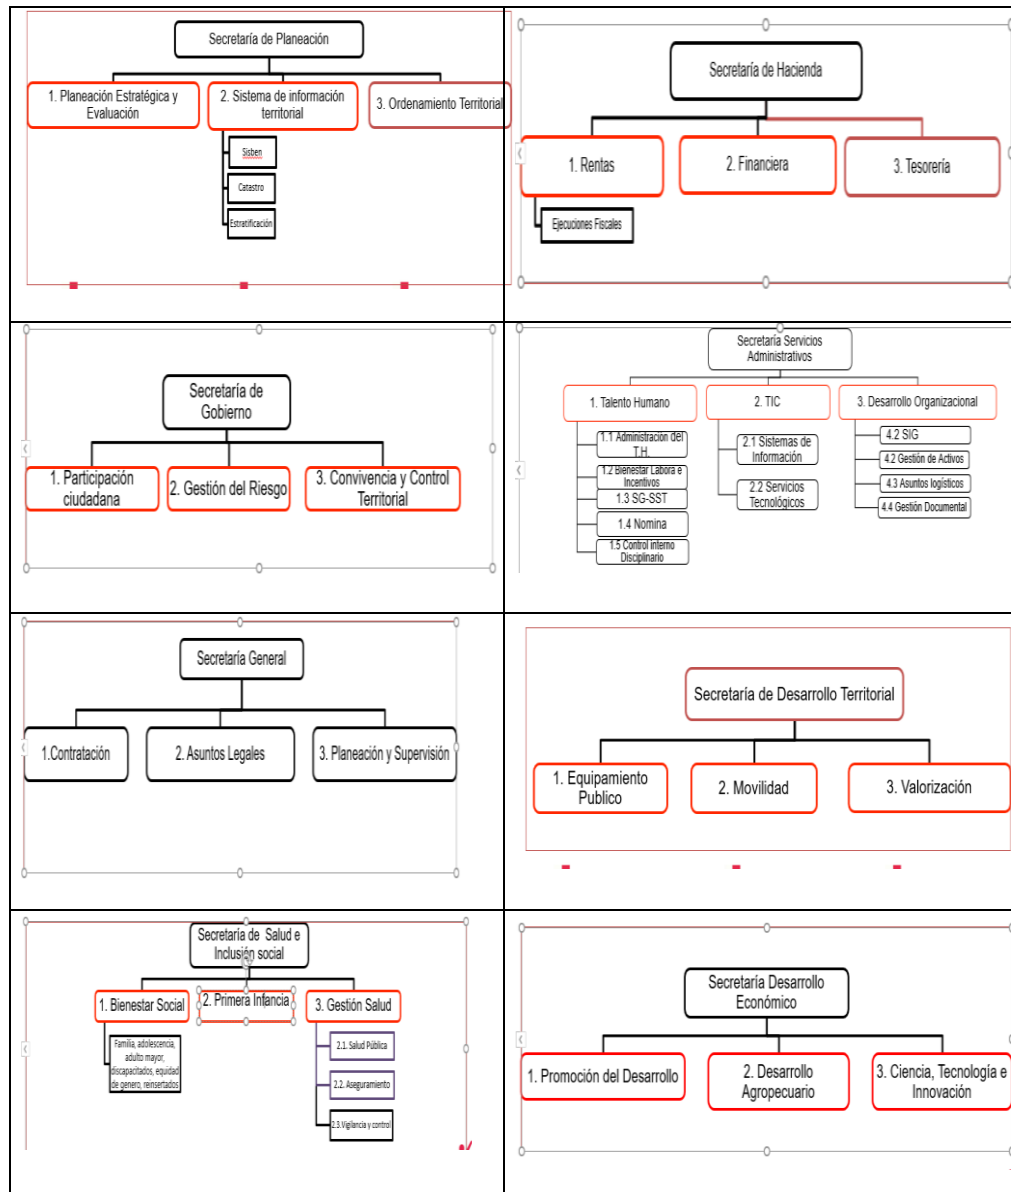 Secretaría de Planeación
1. Planeación Estratégica y
Evaluación
2. Sistema de información
territorial
3. Ordenamiento Territorial
Sisben
Catastro
Estratificación
Secretaría de Hacienda
1. Rentas
2. Financiera
3. Tesorería
Ejecuciones Fiscales
Secretaría de
Gobierno
1. Participación
ciudadana
2. Gestión del Riesgo
3. Convivencia y Control
Territorial
Secretaría Servicios
Administrativos
1. Talento Humano
2. TIC
3. Desarrollo Organizacional
1.1 Administración del
T.H.
1.2 Bienestar Labora e
Incentivos
1.3 SG-SST
1.4 Nomina
1.5 Control interno
Disciplinario
2.1 Sistemas de
Información
2.2 Servicios
Tecnológicos
4.2 SIG
4.2 Gestión de Activos
4.3 Asuntos logísticos
4.4 Gestión Documental
Secretaría General
1.Contratación
2. Asuntos Legales
3. Planeación y Supervisión
Secretaría de Desarrollo Territorial
1. Equipamiento
Publico
2. Movilidad
3. Valorización
Secretaría de Salud e
Inclusión social
1. Bienestar Social
2. Primera Infancia
3. Gestión Salud
Familia, adolescencia,
adulto mayor,
discapacitados, equidad
de genero, reinsertados
2.1. Salud Pública
2.2. Aseguramiento
2.3.Vigilancia y control
Secretaría Desarrollo
Económico
1. Promoción del Desarrollo
2. Desarrollo
Agropecuario
3. Ciencia, Tecnología e
Innovación